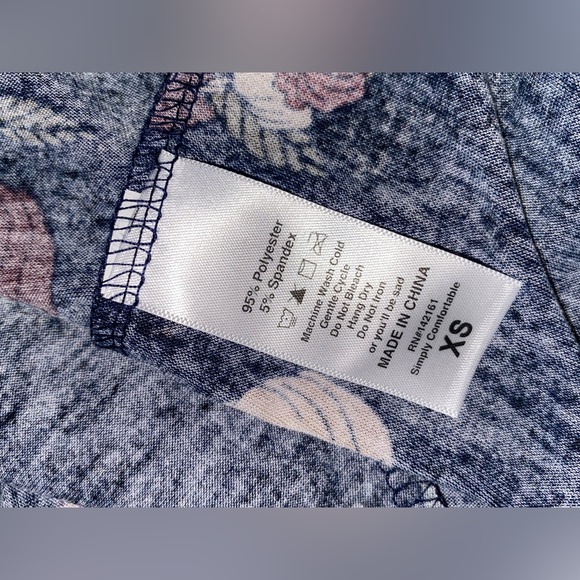 95% Polyester
5% Spandex
Machine Wash Cold
Gentle Cycle
Do Not Bleach
Hang Dry
Do Not Iron
or you'll be sad
MADE IN CHINA
RN#142161
Simply Comfortable
XS